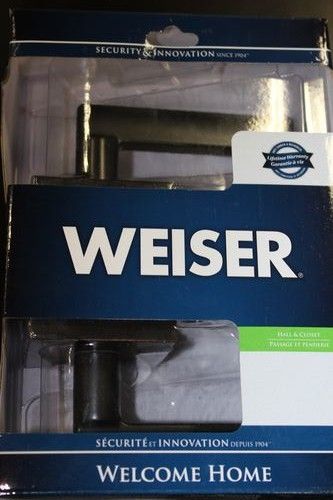 SECURITY & INNOVATION SINCE 1904
Lifetime Warranty
Garantie à vie
WEISER®
HALL & CLOSET
PASSAGE ET PENDERIE
SÉCURITÉ ET INNOVATION DEPUIS 1904
WELCOME HOME